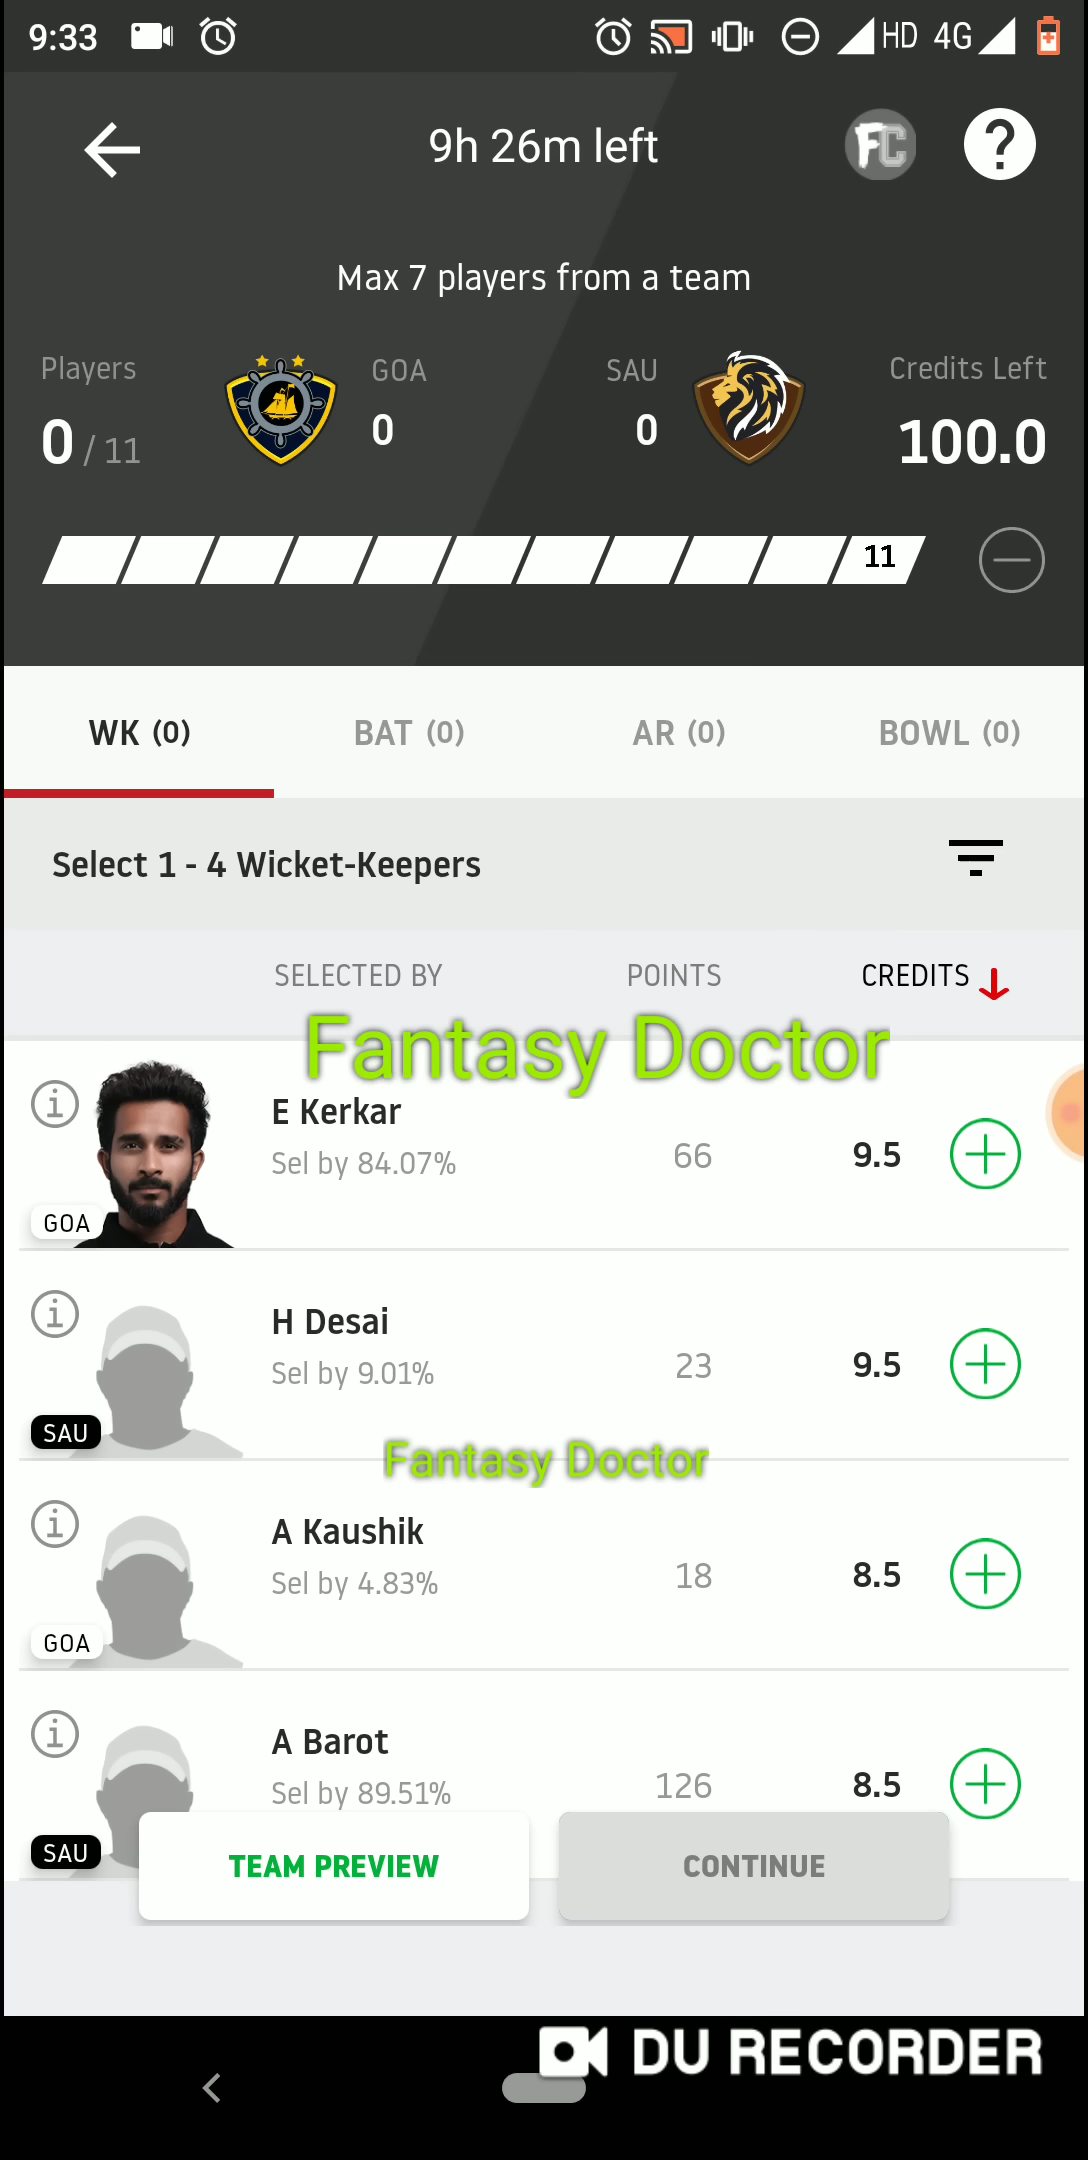 9:33
HD 4G
9h 26m left
FC
?
Max 7 players from a team
Players
GOA
SAU
Credits Left
0 / 11
0
0
100.0
11
WK (0)
BAT (0)
AR (0)
BOWL (0)
Select 1 - 4 Wicket-Keepers
SELECTED BY
POINTS
CREDITS
Fantasy Doctor
E Kerkar
Sel by 84.07%
66
9.5
GOA
H Desai
Sel by 9.01%
23
9.5
SAU
Fantasy Doctor
A Kaushik
Sel by 4.83%
18
8.5
GOA
A Barot
Sel by 89.51%
126
8.5
SAU
TEAM PREVIEW
CONTINUE
DU RECORDER